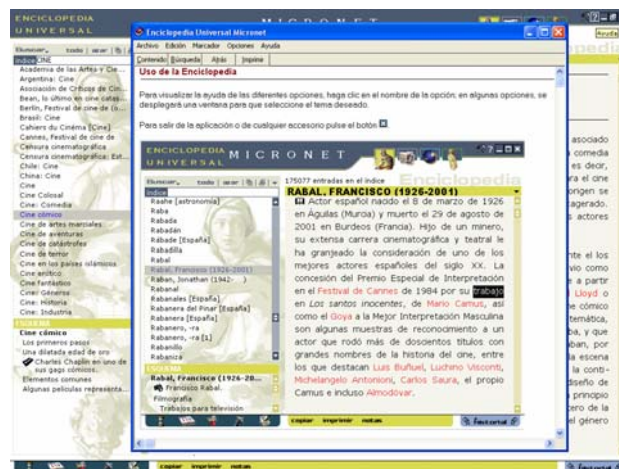 ENCICLOPEDIA
UNIVERSAL
MICRONET
Ayuda
Enciclopedia Universal Micronet
Archivo Edición Marcador Opciones Ayuda
Contenido Búsqueda Atrás Imprimir
Uso de la Enciclopedia
Para visualizar la ayuda de las diferentes opciones, haga clic en el nombre de la opción; en algunas opciones, se
desplegará una ventana para que seleccione el tema deseado.
Para salir de la aplicación o de cualquier accesorio pulse el botón
ENCICLOPEDIA
UNIVERSAL
MICRONET
todo
175077 entradas en el índice
Enciclopedia
Índice
Raashe [astronomía]
Raba
Rabada
Rabadán
Rábade [España]
Rabadilla
Rabal
Rabal, Francisco (1926-2001)
Raban, Jonathan (1942- )
Rabanal
Rabanales [España]
Rabanera del Pinar [España]
Rabanera [España]
Rabanero, -ra
Rabanero, -ra [1]
Rabanillo
Rabaniza
ESQUEMA
Rabal, Francisco (1926-20...
Francisco Rabal.
Filmografía
Trabajos para televisión
RABAL, FRANCISCO (1926-2001)
Actor español nacido el 8 de marzo de 1926
en Águilas (Murcia) y muerto el 29 de agosto de
2001 en Burdeos (Francia). Hijo de un minero,
su extensa carrera cinematográfica y teatral le
ha granjeado la consideración de uno de los
mejores actores españoles del siglo XX. La
concesión del Premio Especial de Interpretación
en el Festival de Cannes de 1984 por su trabajo
en Los santos inocentes, de Mario Camus, así
como el Goya a la Mejor Interpretación Masculina
son algunas muestras de reconocimiento a un
actor que rodó más de doscientos títulos con
grandes nombres de la historia del cine, entre
los que destacan Luis Buñuel, Luchino Visconti,
Michelangelo Antonioni, Carlos Saura, el propio
Camus e incluso Almodóvar.
copiar imprimir notas
factorial
todo
Índice CINE
Academia de las Artes y Cie...
Argentina: Cine
Asociación de Críticos de Cin...
Bean, lo último en cine catas...
Berlín, Festival de cine de (o...
Brasil: Cine
Cahiers du Cinéma [Cine]
Cannes, Festival de cine de
Censura cinematográfica
Censura cinematográfica: Est...
Chile: Cine
China: Cine
Cine
Cine Colosal
Cine: Comedia
Cine cómico
Cine de artes marciales
Cine de aventuras
Cine de catástrofes
Cine de terror
Cine en los países islámicos
Cine erótico
Cine fantástico
Cine: Géneros
Cine: Historia
Cine: Industria
ESQUEMA
Cine cómico
Los primeros pasos
Una dilatada edad de oro
Charles Chaplin en uno de
sus gags cómicos.
Elementos comunes
Algunas películas representa...
pedia
asociado
comedia
es decir,
ra el cine
origen se
agerado.
s actores
nte el los
vio como
e a partir
Lloyd o
e cómico
temática,
ba, y que
aban, por
la escena
la conti-
diseño de
principio
cero de la
el género
copiar imprimir notas
factorial